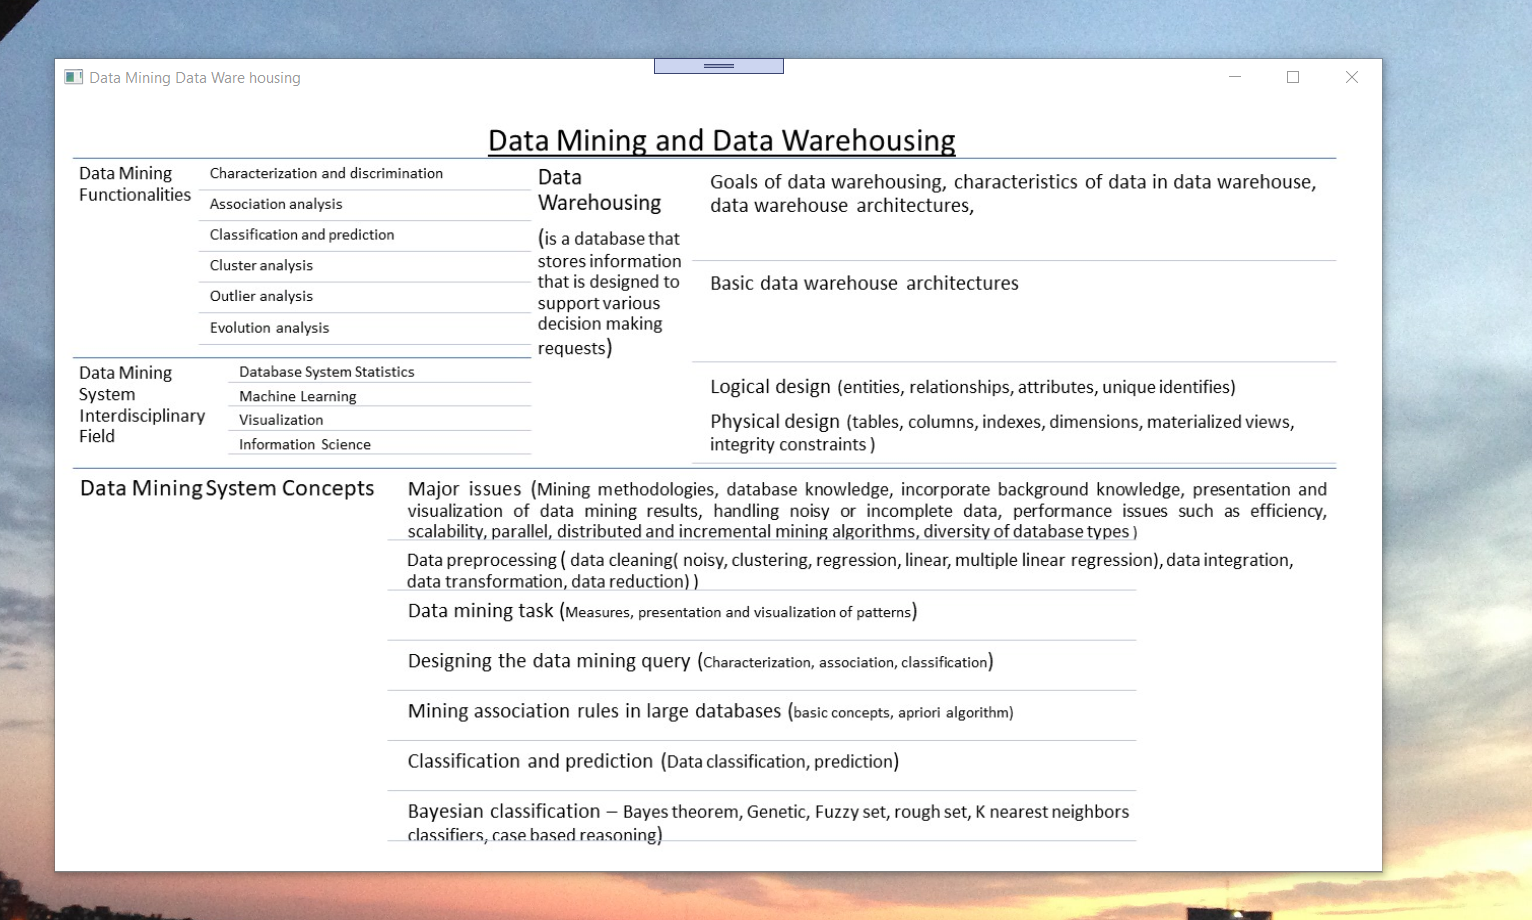 Data Mining Data Ware housing
Data Mining and Data Warehousing
Data Mining
Functionalities
Characterization and discrimination
Association analysis
Classification and prediction
Cluster analysis
Outlier analysis
Evolution analysis
Data Mining
System
Interdisciplinary
Field
Database System Statistics
Machine Learning
Visualization
Information Science
Data
Warehousing
(is a database that
stores information
that is designed to
support various
decision making
requests)
Goals of data warehousing, characteristics of data in data warehouse,
data warehouse architectures,
Basic data warehouse architectures
Logical design (entities, relationships, attributes, unique identifies)
Physical design (tables, columns, indexes, dimensions, materialized views,
integrity constraints )
Data Mining System Concepts
Major issues (Mining methodologies, database knowledge, incorporate background knowledge, presentation and
visualization of data mining results, handling noisy or incomplete data, performance issues such as efficiency,
scalability, parallel, distributed and incremental mining algorithms, diversity of database types )
Data preprocessing ( data cleaning( noisy, clustering, regression, linear, multiple linear regression), data integration,
data transformation, data reduction) )
Data mining task (Measures, presentation and visualization of patterns)
Designing the data mining query (Characterization, association, classification)
Mining association rules in large databases (basic concepts, apriori algorithm)
Classification and prediction (Data classification, prediction)
Bayesian classification – Bayes theorem, Genetic, Fuzzy set, rough set, K nearest neighbors
classifiers, case based reasoning)